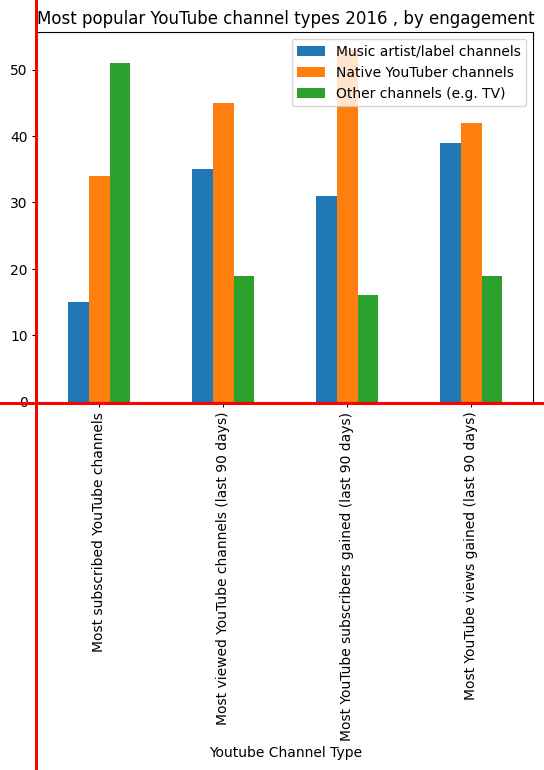 Most popular YouTube channel types 2016 , by engagement
Music artist/label channels
Native YouTuber channels
Other channels (e.g. TV)
50
40
30
20
10
0
Most subscribed YouTube channels
Most viewed YouTube channels (last 90 days)
Most YouTube subscribers gained (last 90 days)
Most YouTube views gained (last 90 days)
Youtube Channel Type